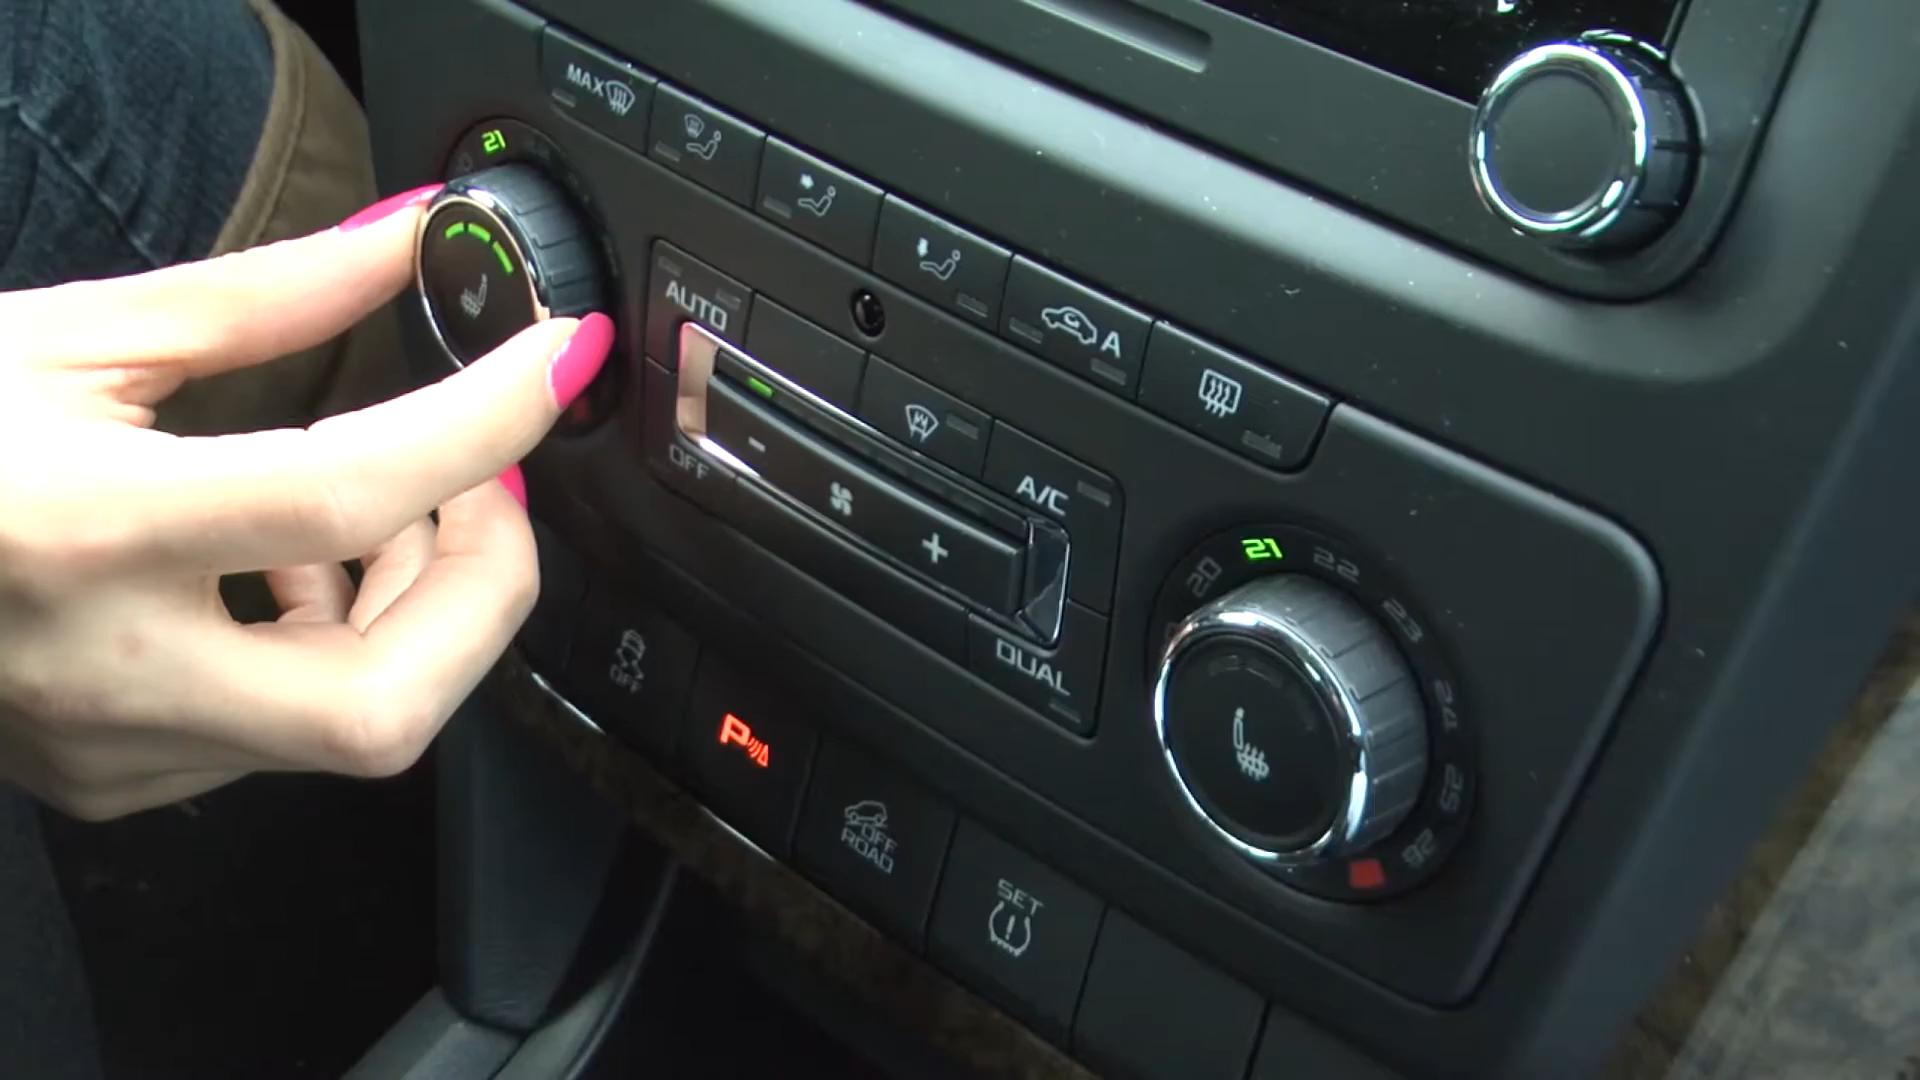 MAX
21
AUTO
A
OFF
-
+
A/C
DUAL
20 21 22 23 24 25 26
OFF
P
OFF
ROAD
SET